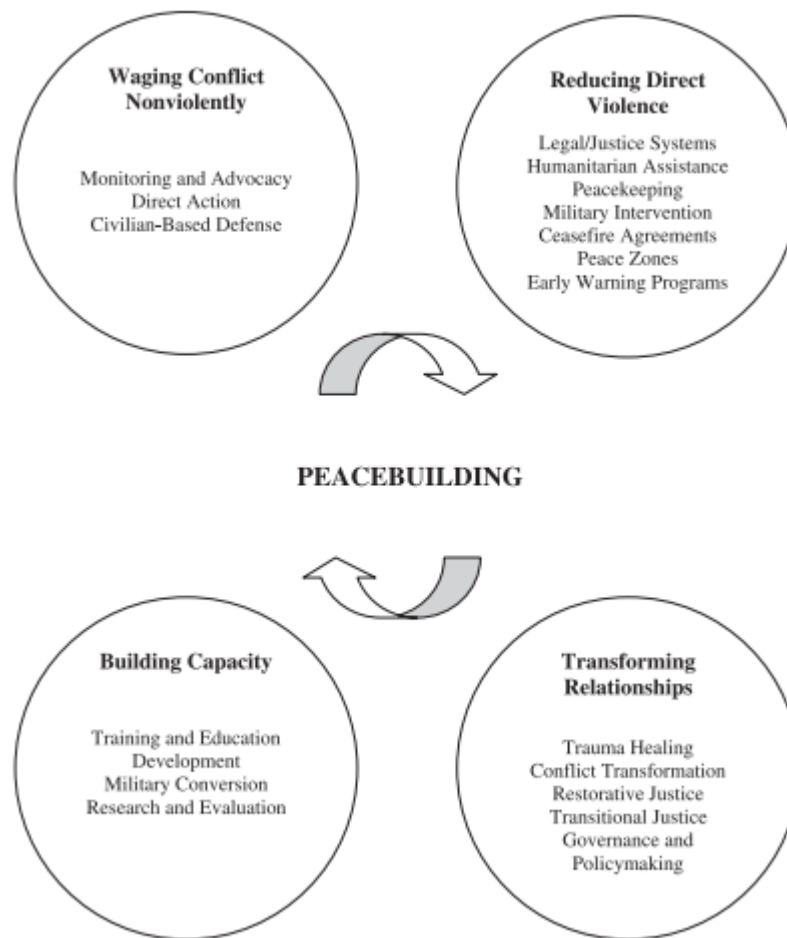 Waging Conflict
Nonviolently
Monitoring and Advocacy
Direct Action
Civilian-Based Defense
Reducing Direct
Violence
Legal/Justice Systems
Humanitarian Assistance
Peacekeeping
Military Intervention
Ceasefire Agreements
Peace Zones
Early Warning Programs
PEACEBUILDING
Building Capacity
Training and Education
Development
Military Conversion
Research and Evaluation
Transforming
Relationships
Trauma Healing
Conflict Transformation
Restorative Justice
Transitional Justice
Governance and
Policymaking